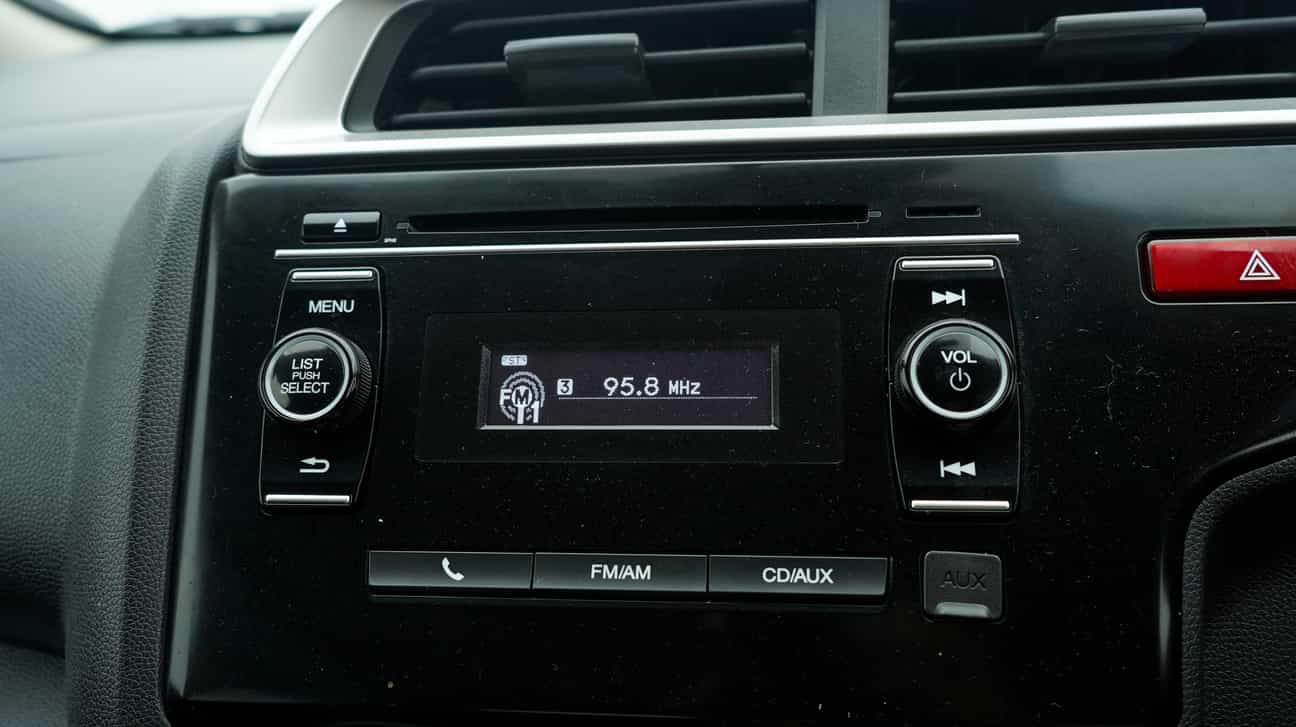 MENU
LIST
PUSH
SELECT
ST
FM
1
3 95.8 MHz
VOL
FM/AM
CD/AUX
AUX